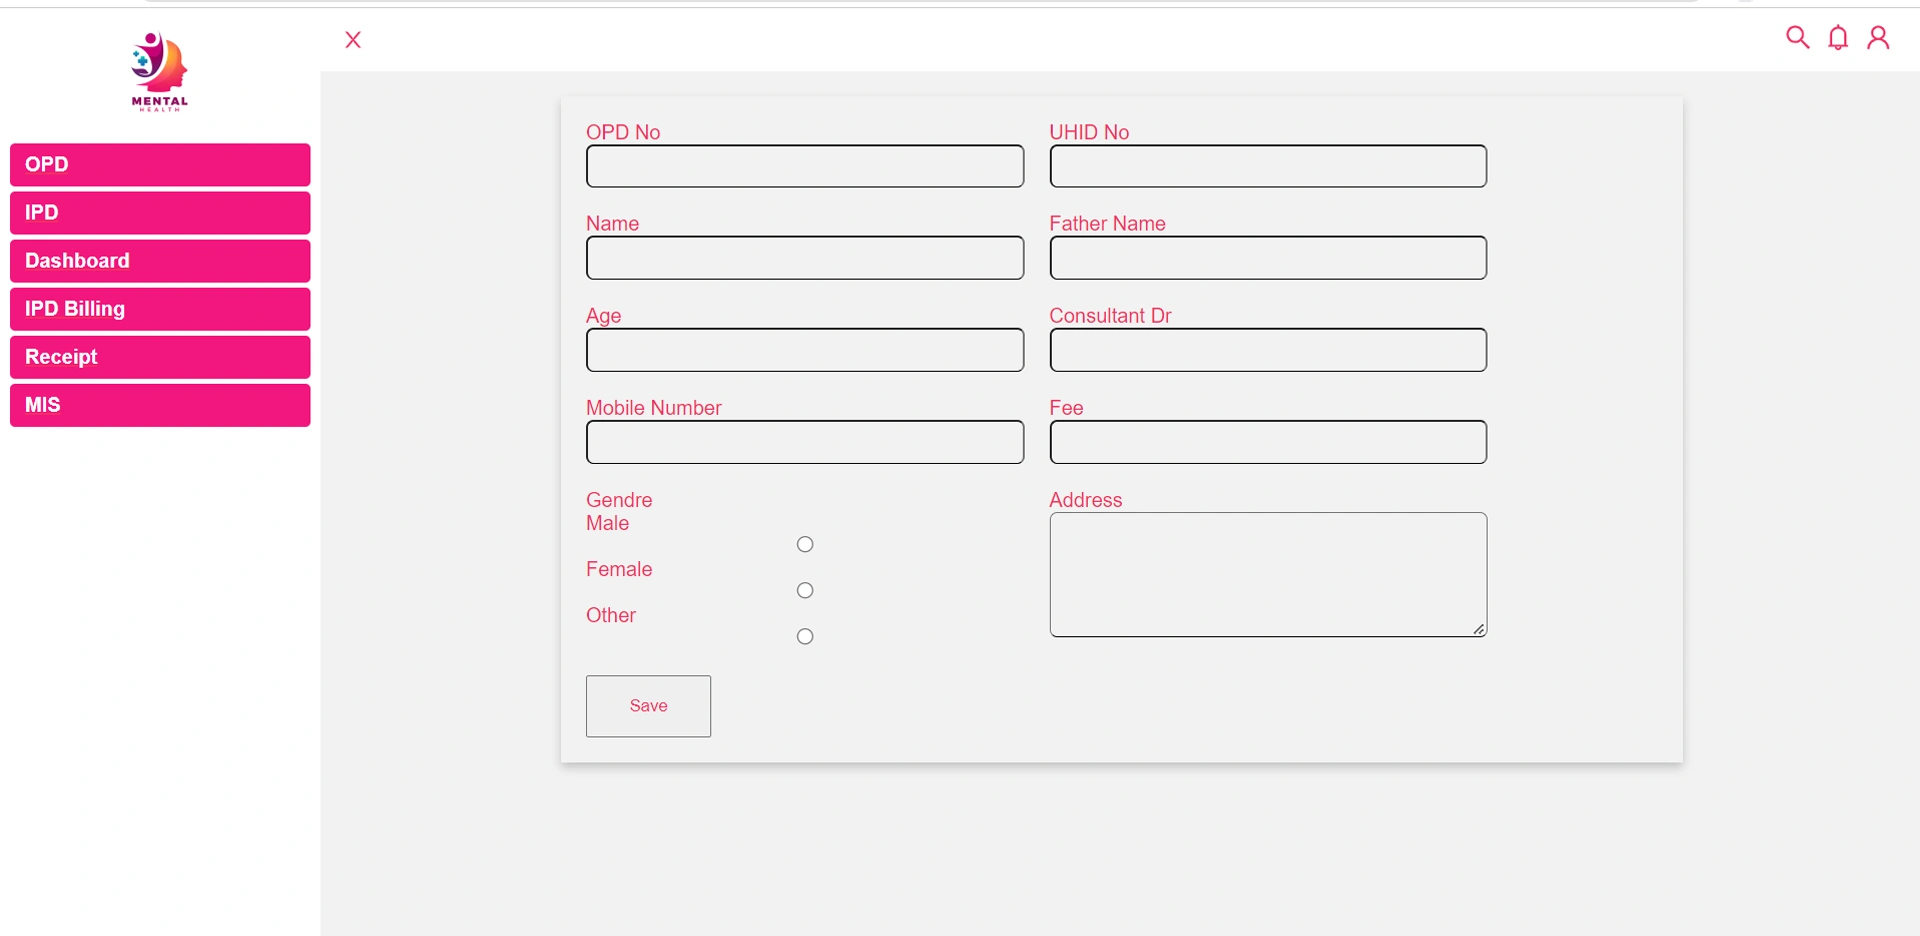 MENTAL
HEALTH
OPD
IPD
Dashboard
IPD Billing
Receipt
MIS
X
OPD No
UHID No
Name
Father Name
Age
Consultant Dr
Mobile Number
Fee
Gendre
Male
Female
Other
Address
Save